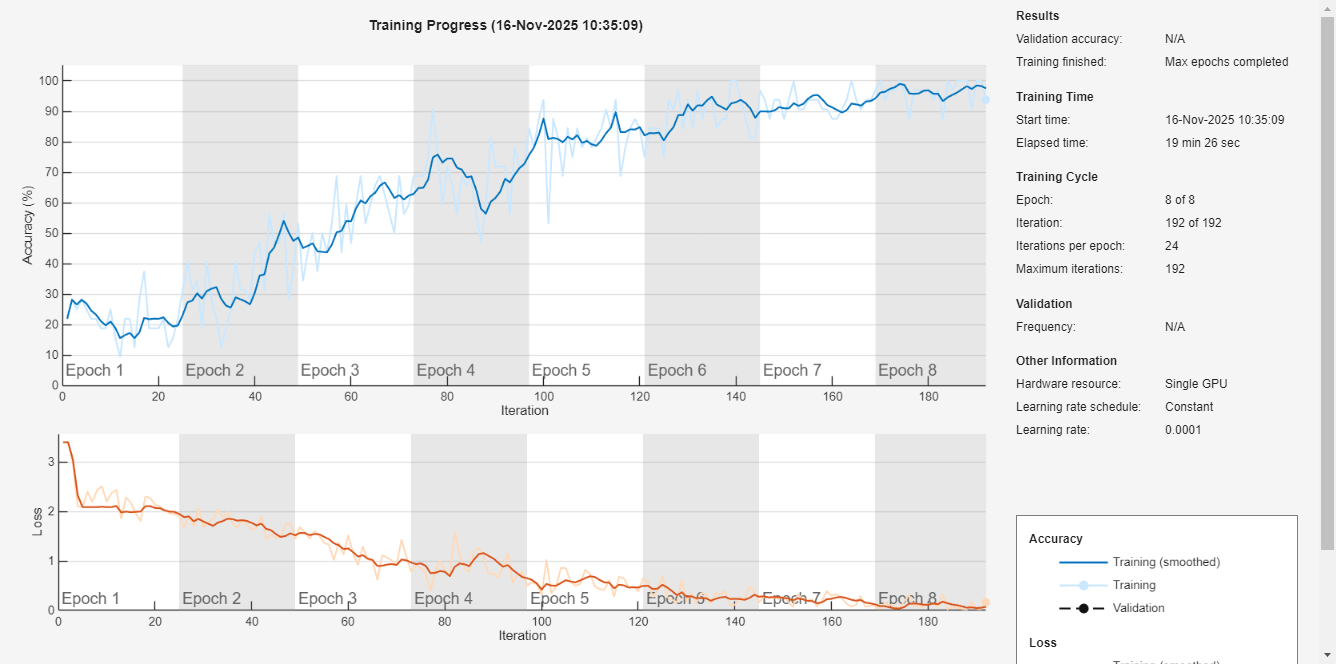 Training Progress (16-Nov-2025 10:35:09)
100
90
80
70
60
50
40
30
20
10
0
Accuracy (%)
Epoch 1 Epoch 2 Epoch 3 Epoch 4 Epoch 5 Epoch 6 Epoch 7 Epoch 8
0 20 40 60 80 100 120 140 160 180
Iteration
3
2
1
0
Loss
Epoch 1 Epoch 2 Epoch 3 Epoch 4 Epoch 5 Epoch 6 Epoch 7 Epoch 8
0 20 40 60 80 100 120 140 160 180
Iteration
Results
Validation accuracy: N/A
Training finished: Max epochs completed
Training Time
Start time: 16-Nov-2025 10:35:09
Elapsed time: 19 min 26 sec
Training Cycle
Epoch: 8 of 8
Iteration: 192 of 192
Iterations per epoch: 24
Maximum iterations: 192
Validation
Frequency: N/A
Other Information
Hardware resource: Single GPU
Learning rate schedule: Constant
Learning rate: 0.0001
Accuracy
Training (smoothed)
Training
Validation
Loss
Training (smoothed)